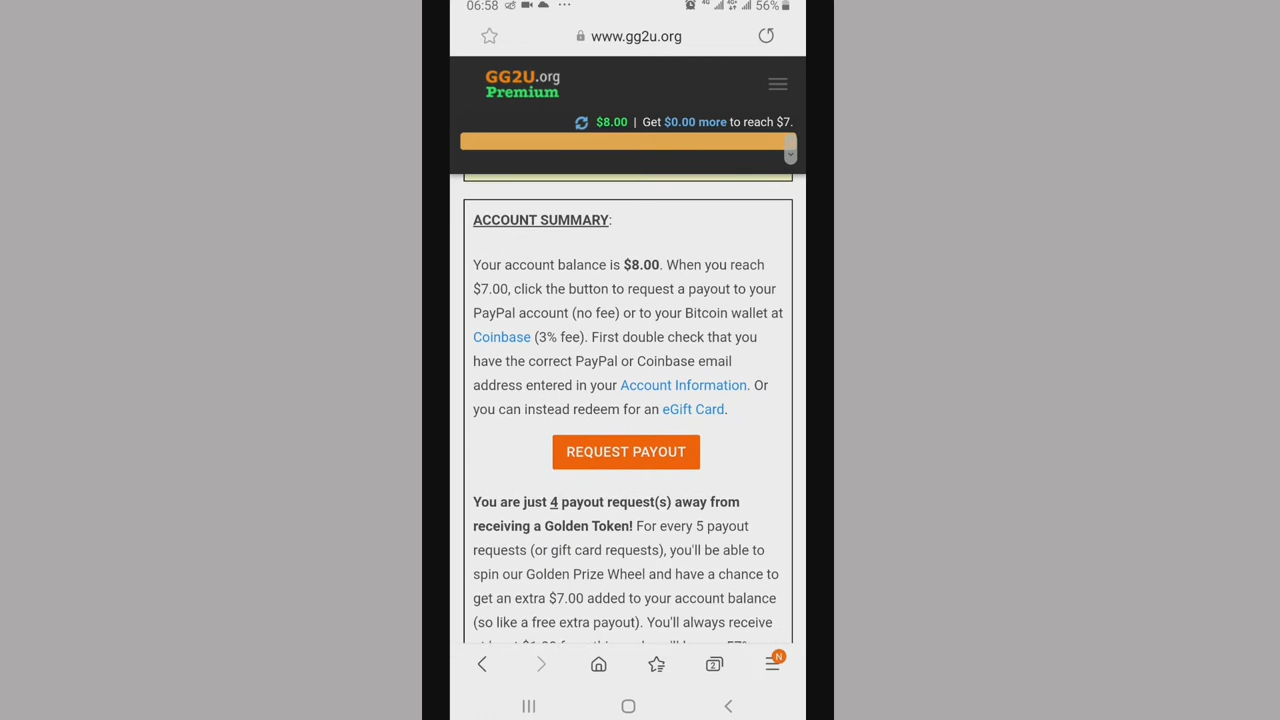 06:58 ... 4G 4G+ 56%
www.gg2u.org
GG2U.org
Premium
$8.00 | Get $0.00 more to reach $7.
ACCOUNT SUMMARY:
Your account balance is $8.00. When you reach
$7.00, click the button to request a payout to your
PayPal account (no fee) or to your Bitcoin wallet at
Coinbase (3% fee). First double check that you
have the correct PayPal or Coinbase email
address entered in your Account Information. Or
you can instead redeem for an eGift Card.
REQUEST PAYOUT
You are just 4 payout request(s) away from
receiving a Golden Token! For every 5 payout
requests (or gift card requests), you'll be able to
spin our Golden Prize Wheel and have a chance to
get an extra $7.00 added to your account balance
(so like a free extra payout). You'll always receive
2 N